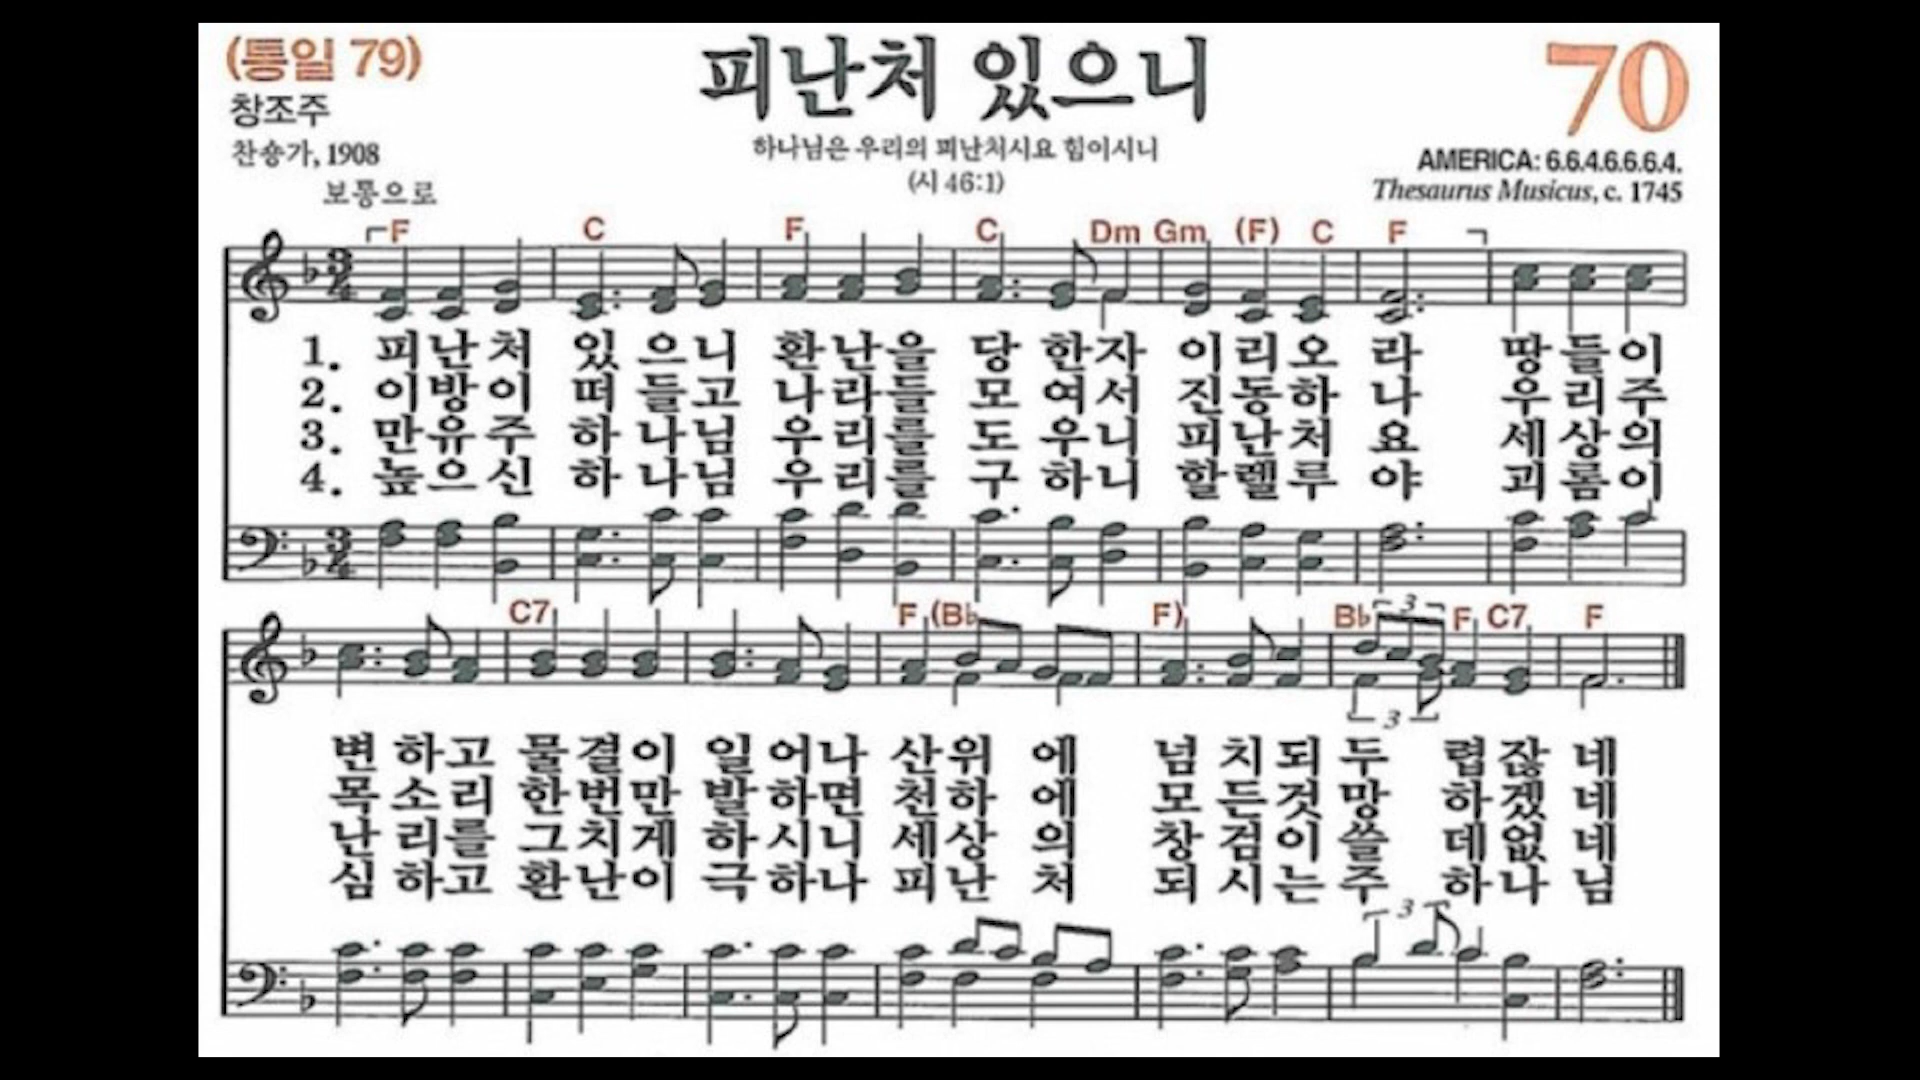 (통일 79)
피난처 있으니
70
창조주
찬송가, 1908
하나님은 우리의 피난처시요 힘이시니
(시 46:1)
AMERICA: 6.6.4.6.6.6.4.
Thesaurus Musicus, c. 1745
보통으로
F C F C Dm Gm (F) C F
3/4
1. 피난처 있으니 환난을 당한자 이리오라 땅들이
2. 이방이 떠들고 나라들 모여서 진동하나 우리주
3. 만유주 하나님 우리를 도우니 피난처요 세상의
4. 높으신 하나님 우리를 구하니 할렐루야 괴롬이
3/4
C7 F (B♭ F) B♭ 3 F C7 F
3
변하고 물결이 일어나 산위에 넘치되 두렵잖네
목소리 한번만 발하면 천하에 모든것 망하겠네
난리를 그치게 하시니 세상의 창검이 쓸데없네
심하고 환난이 극하나 피난처 되시는 주하나님
3